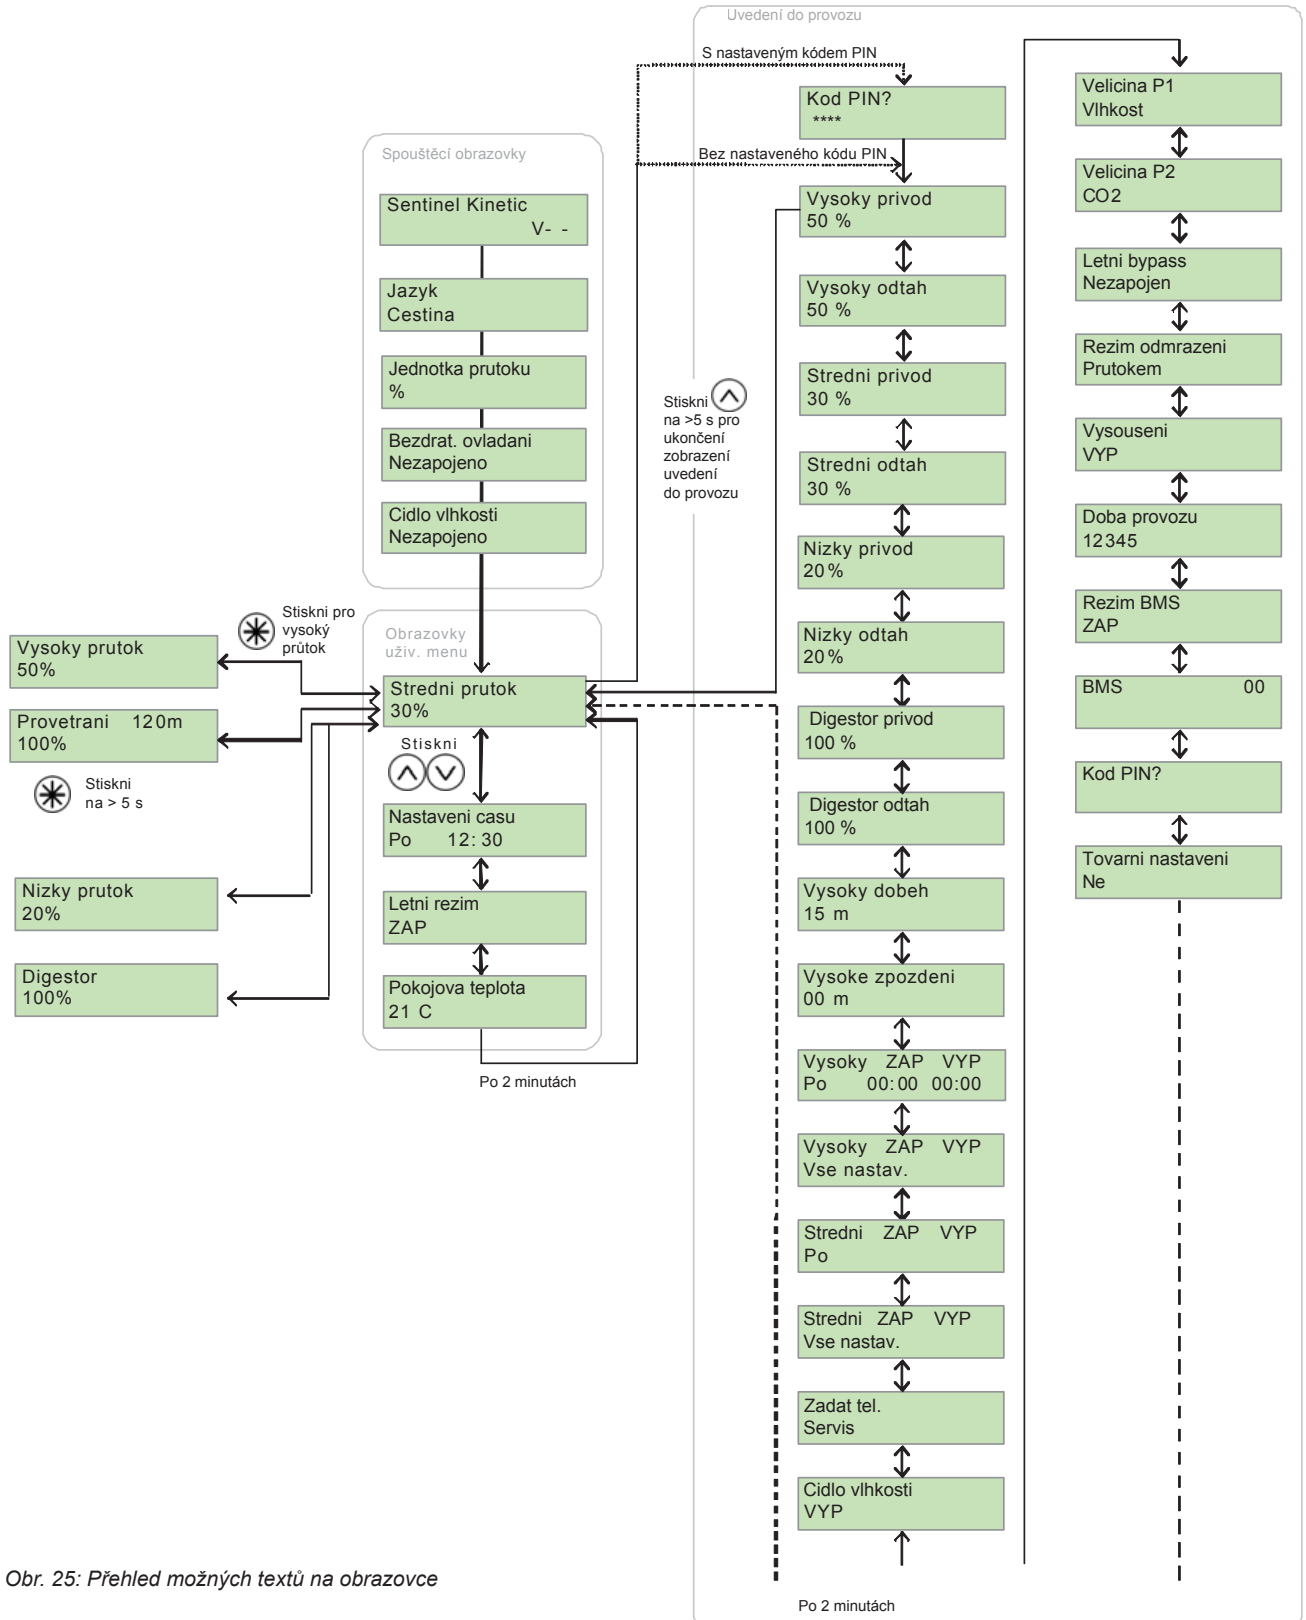 Uvedení do provozu
S nastaveným kódem PIN
Kod PIN?
****
Bez nastaveného kódu PIN
Spouštěcí obrazovky
Sentinel Kinetic
V- -
Jazyk
Cestina
Jednotka prutoku
%
Bezdrat. ovladani
Nezapojeno
Cidlo vlhkosti
Nezapojeno
Stiskni pro
vysoký
průtok
Vysoky prutok
50%
Provetrani 120m
100%
Stiskni
na > 5 s
Nizky prutok
20%
Digestor
100%
Obrazovky
uživ. menu
Stredni prutok
30%
Stiskni
Nastaveni casu
Po 12:30
Letni rezim
ZAP
Pokojova teplota
21 C
Po 2 minutách
Stiskni
na >5 s pro
ukončení
zobrazení
uvedení
do provozu
Vysoky privod
50 %
Vysoky odtah
50 %
Stredni privod
30 %
Stredni odtah
30 %
Nizky privod
20%
Nizky odtah
20%
Digestor privod
100 %
Digestor odtah
100 %
Vysoky dobeh
15 m
Vysoke zpozdeni
00 m
Vysoky ZAP VYP
Po 00:00 00:00
Vysoky ZAP VYP
Vse nastav.
Stredni ZAP VYP
Po
Stredni ZAP VYP
Vse nastav.
Zadat tel.
Servis
Cidlo vlhkosti
VYP
Po 2 minutách
Velicina P1
Vlhkost
Velicina P2
CO2
Letni bypass
Nezapojen
Rezim odmrazeni
Prutokem
Vysouseni
VYP
Doba provozu
12345
Rezim BMS
ZAP
BMS 00
Kod PIN?
Tovarni nastaveni
Ne
Obr. 25: Přehled možných textů na obrazovce